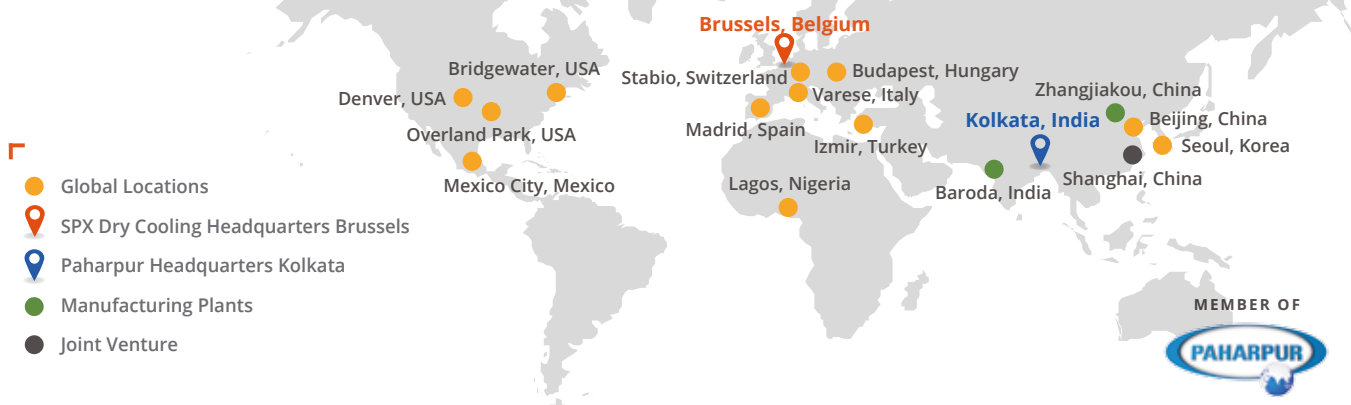 Brussels, Belgium
Bridgewater, USA
Stabio, Switzerland
Budapest, Hungary
Denver, USA
Varese, Italy
Zhangjiakou, China
Overland Park, USA
Madrid, Spain
Kolkata, India
Beijing, China
Izmir, Turkey
Seoul, Korea
Mexico City, Mexico
Lagos, Nigeria
Baroda, India
Shanghai, China
Global Locations
SPX Dry Cooling Headquarters Brussels
Paharpur Headquarters Kolkata
Manufacturing Plants
Joint Venture
MEMBER OF
PAHARPUR